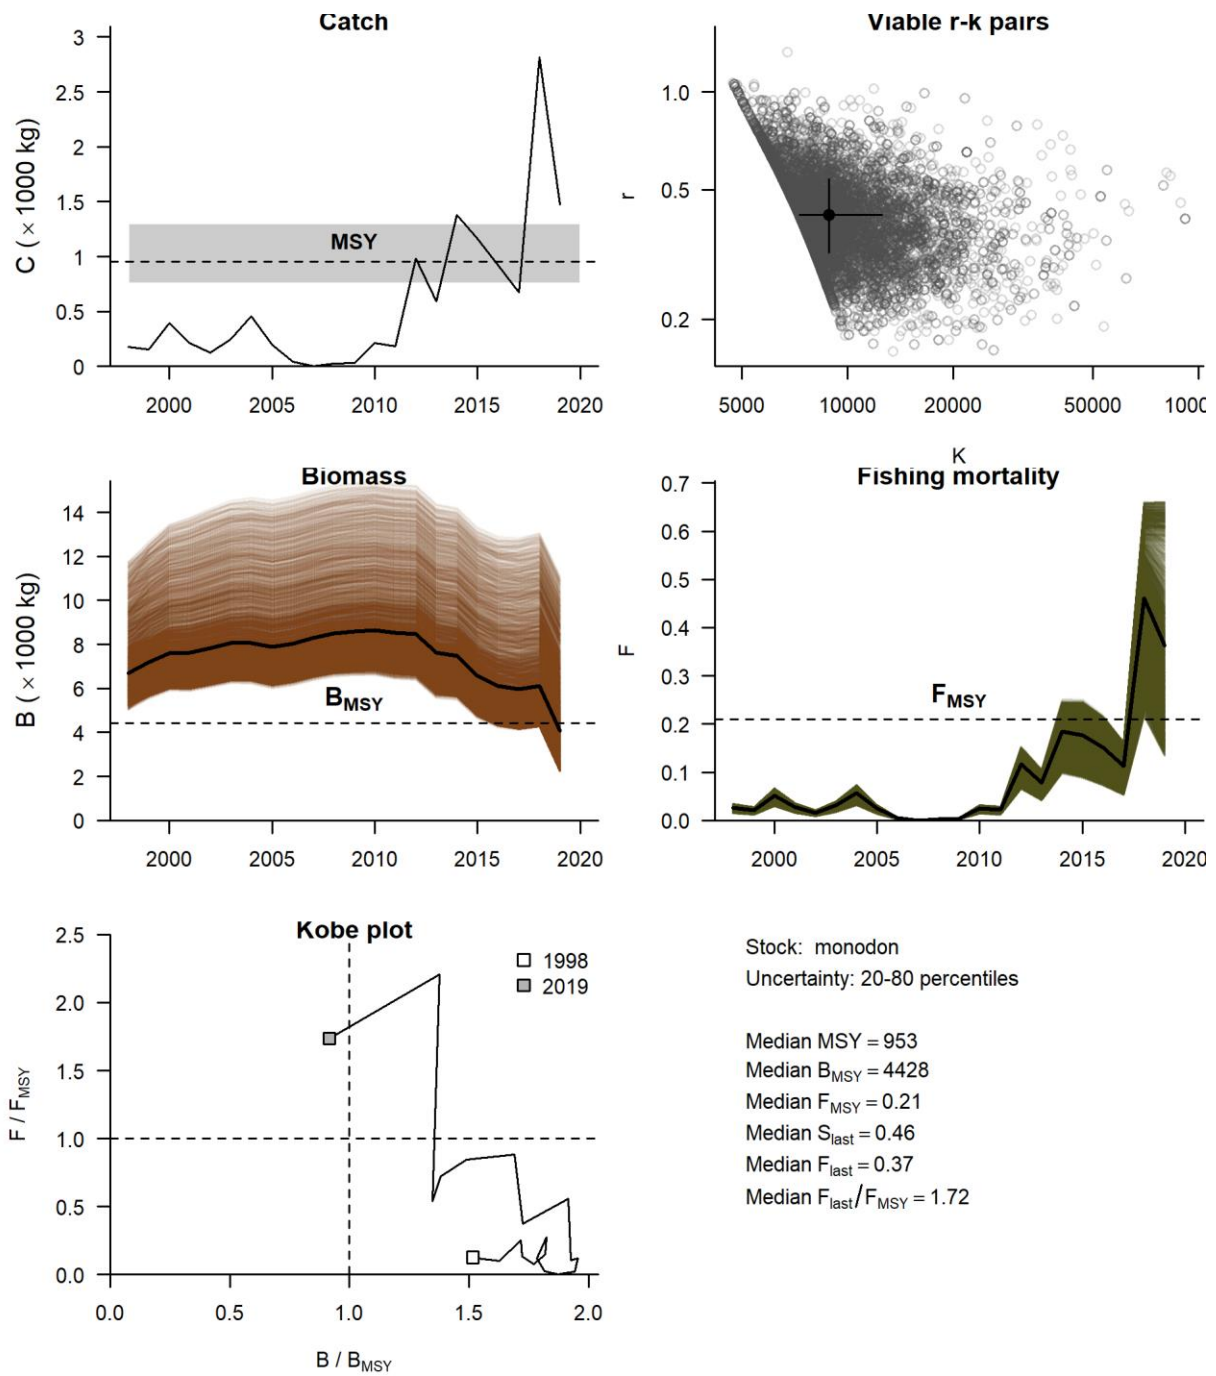 Catch
3
2.5
2
1.5
1
0.5
0
C ( × 1000 kg)
MSY
2000 2005 2010 2015 2020
Viable r-k pairs
1.0
0.5
0.2
r
5000 10000 20000 50000 1000
K
Biomass
14
12
10
8
6
4
2
0
B ( × 1000 kg)
BMSY
2000 2005 2010 2015 2020
Fishing mortality
0.7
0.6
0.5
0.4
0.3
0.2
0.1
0.0
F
FMSY
2000 2005 2010 2015 2020
Kobe plot
2.5
2.0
1.5
1.0
0.5
0.0
F / FMSY
1998
2019
0.0 0.5 1.0 1.5 2.0
B / BMSY
Stock: monodon
Uncertainty: 20-80 percentiles
Median MSY = 953
Median BMSY = 4428
Median FMSY = 0.21
Median Slast = 0.46
Median Flast = 0.37
Median Flast/FMSY = 1.72